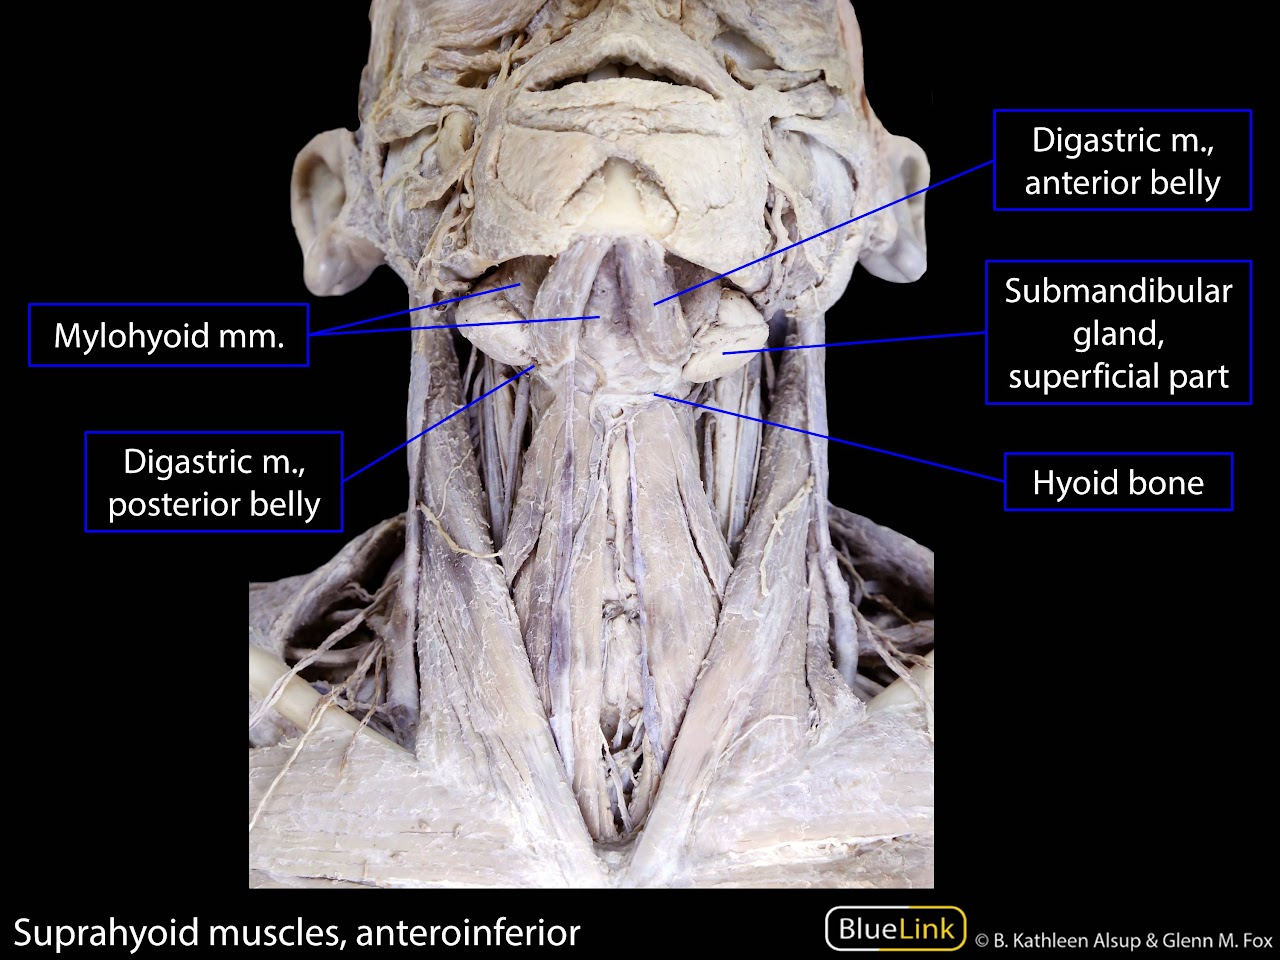 Digastric m.,
anterior belly
Submandibular
gland,
superficial part
Mylohyoid mm.
Digastric m.,
posterior belly
Hyoid bone
Suprahyoid muscles, anteroinferior
BlueLink
© B. Kathleen Alsup & Glenn M. Fox